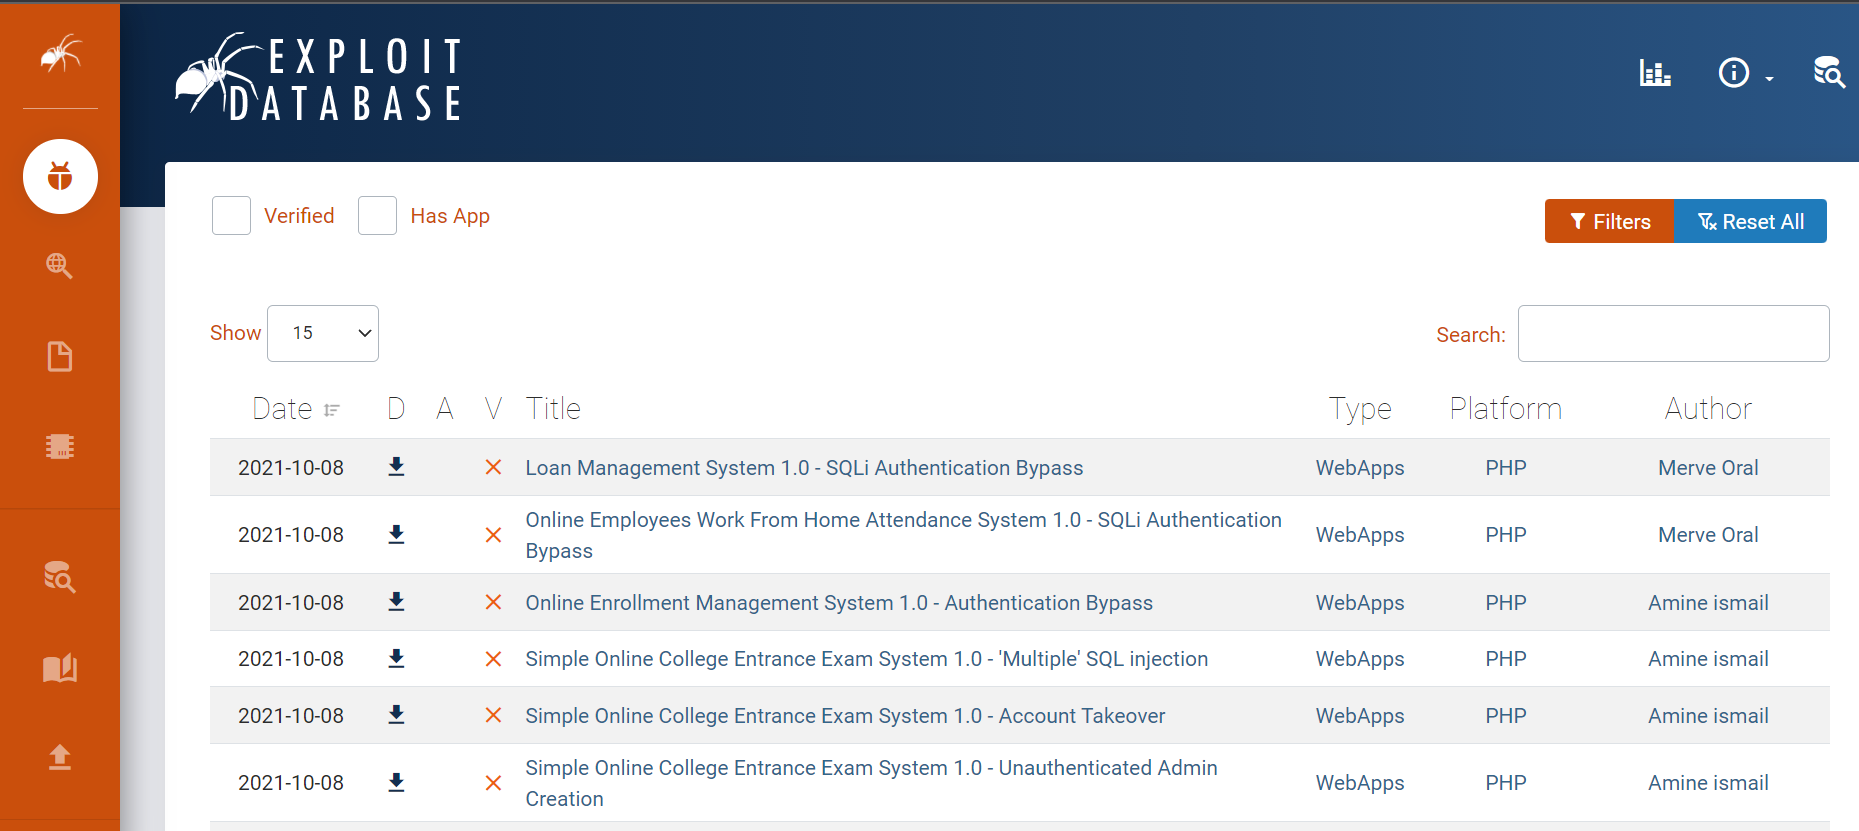 EXPLOIT
DATABASE
Verified Has App Filters Reset All
Show 15 Search:
Date D A V Title Type Platform Author
2021-10-08 Loan Management System 1.0 - SQLi Authentication Bypass WebApps PHP Merve Oral
2021-10-08 Online Employees Work From Home Attendance System 1.0 - SQLi Authentication
Bypass WebApps PHP Merve Oral
2021-10-08 Online Enrollment Management System 1.0 - Authentication Bypass WebApps PHP Amine ismail
2021-10-08 Simple Online College Entrance Exam System 1.0 - 'Multiple' SQL injection WebApps PHP Amine ismail
2021-10-08 Simple Online College Entrance Exam System 1.0 - Account Takeover WebApps PHP Amine ismail
2021-10-08 Simple Online College Entrance Exam System 1.0 - Unauthenticated Admin
Creation WebApps PHP Amine ismail